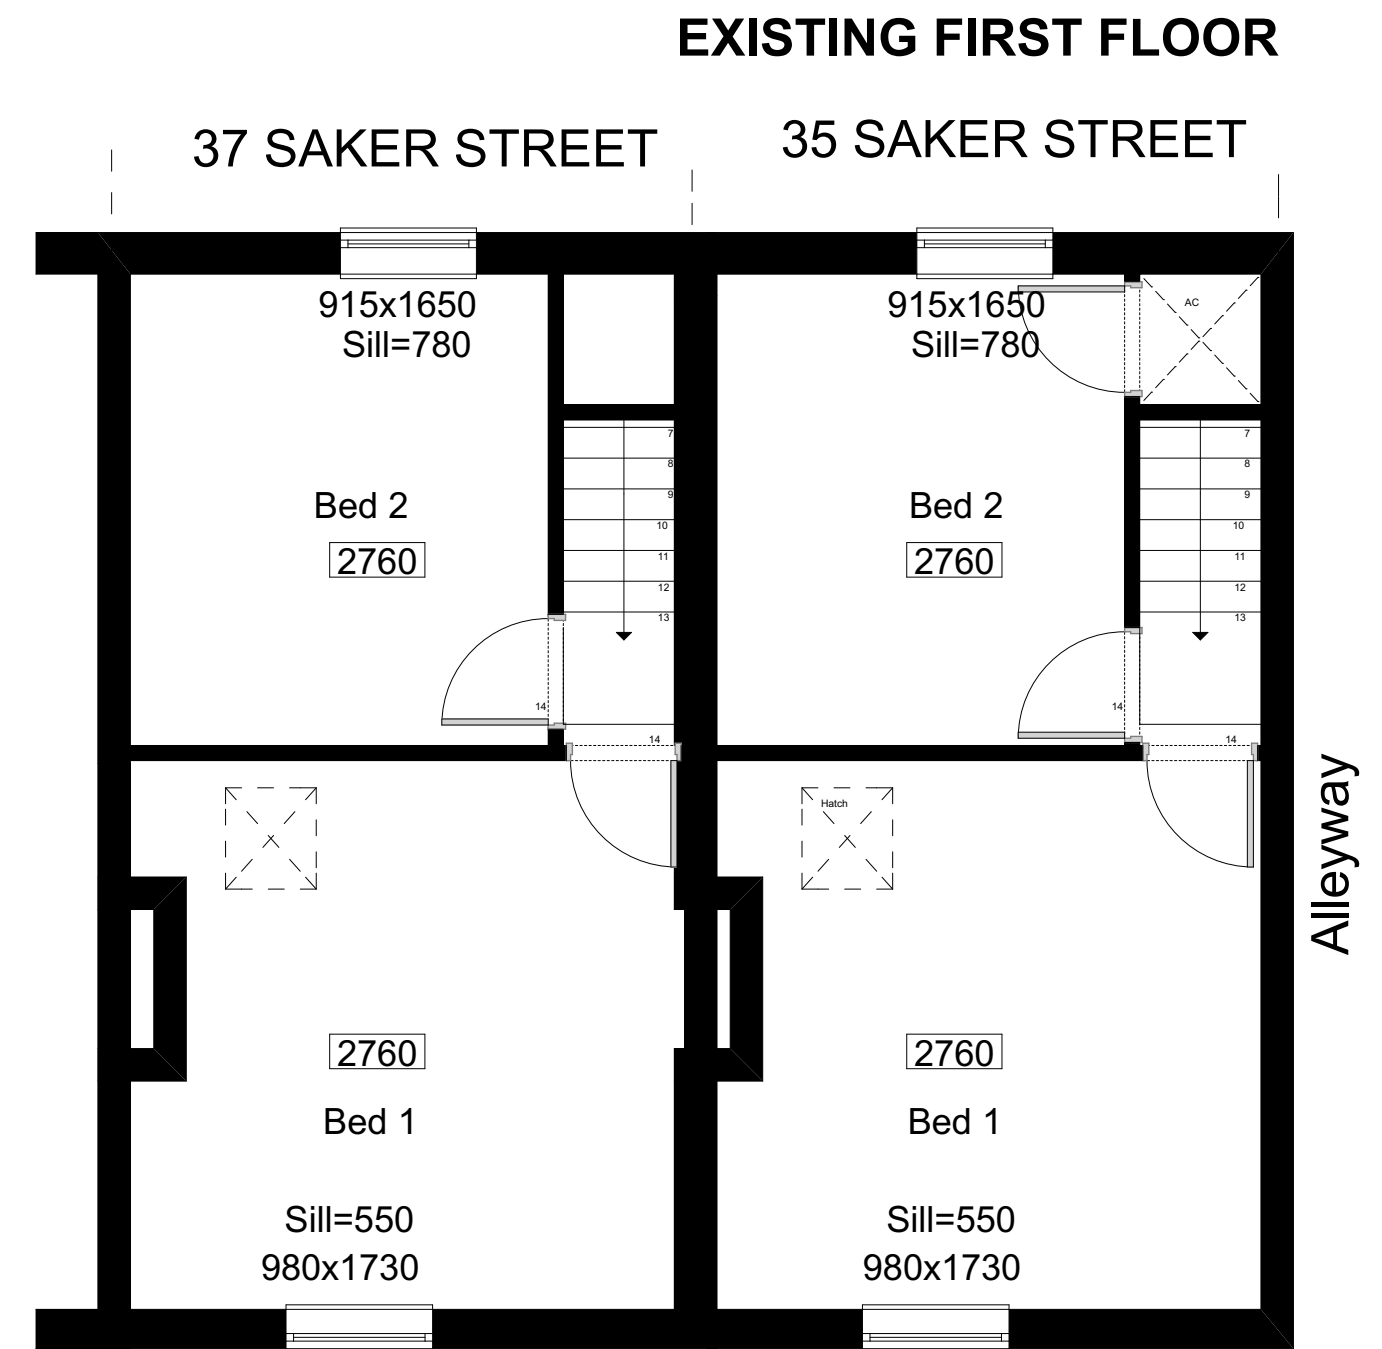 EXISTING FIRST FLOOR
37 SAKER STREET
35 SAKER STREET
915x1650
Sill=780
915x1650
Sill=780
AC
7
8
9
10
11
12
13
14
14
7
8
9
10
11
12
13
14
14
Bed 2
2760
Bed 2
2760
Hatch
Alleyway
2760
Bed 1
2760
Bed 1
Sill=550
980x1730
Sill=550
980x1730